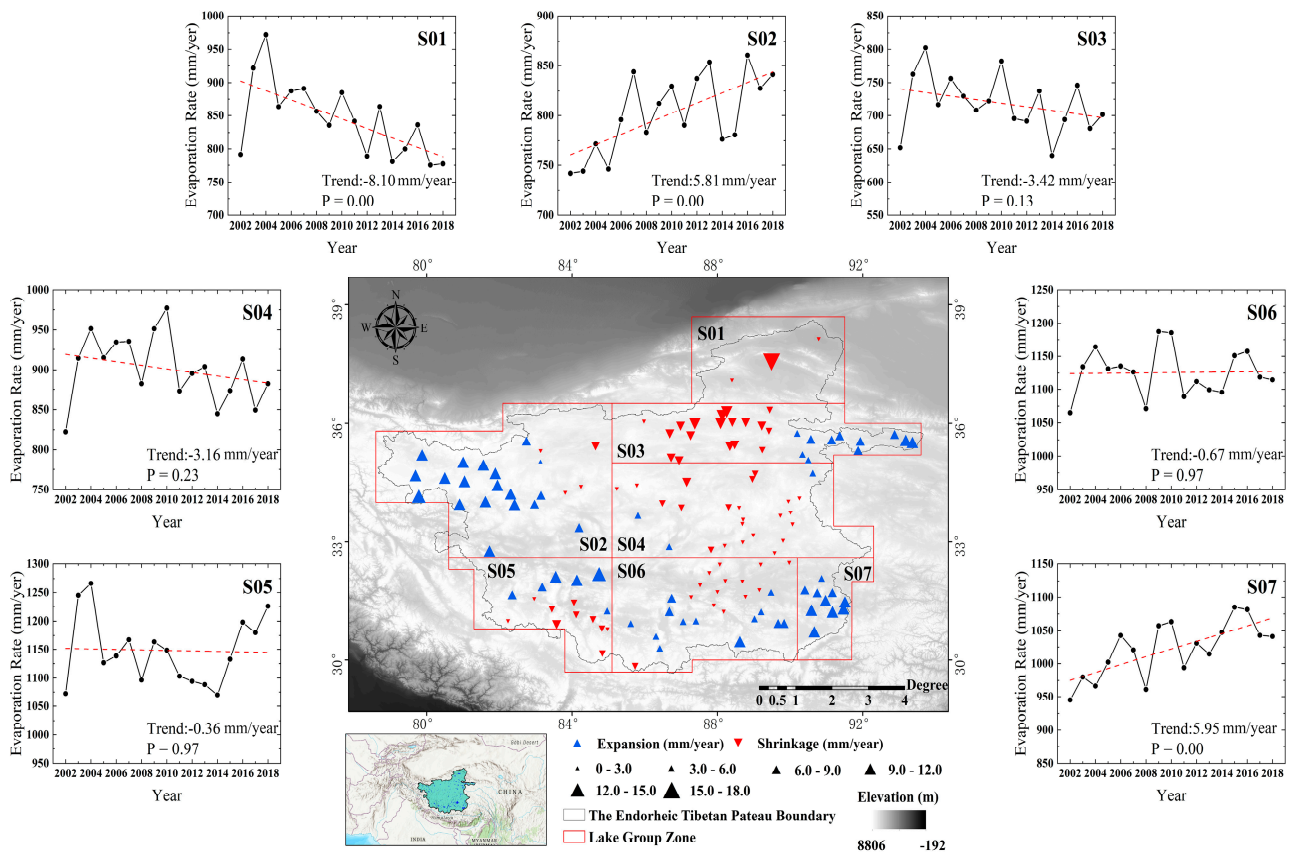 S01
Evaporation Rate (mm/yer)
1000
950
900
850
800
750
700
Trend:-8.10 mm/year
P = 0.00
2002 2004 2006 2008 2010 2012 2014 2016 2018
Year
S02
Evaporation Rate (mm/yer)
900
850
800
750
700
Trend:5.81 mm/year
P = 0.00
2002 2004 2006 2008 2010 2012 2014 2016 2018
Year
S03
Evaporation Rate (mm/yer)
850
800
750
700
650
600
550
Trend:-3.42 mm/year
P = 0.13
2002 2004 2006 2008 2010 2012 2014 2016 2018
Year
S04
Evaporation Rate (mm/yer)
1000
950
900
850
800
750
Trend:-3.16 mm/year
P = 0.23
2002 2004 2006 2008 2010 2012 2014 2016 2018
Year
80° 84° 88° 92°
39°
36°
33°
30°
N
W E
S
S01
S03
S02 S04
S05 S06 S07
39°
36°
33°
30°
Degree
0 0.5 1 2 3 4
80° 84° 88° 92°
S06
Evaporation Rate (mm/yer)
1250
1200
1150
1100
1050
1000
950
Trend:-0.67 mm/year
P = 0.97
2002 2004 2006 2008 2010 2012 2014 2016 2018
Year
S05
Evaporation Rate (mm/yer)
1300
1250
1200
1150
1100
1050
1000
950
Trend:-0.36 mm/year
P − 0.97
2002 2004 2006 2008 2010 2012 2014 2016 2018
Year
S07
Evaporation Rate (mm/yer)
1150
1100
1050
1000
950
900
850
Trend:5.95 mm/year
P − 0.00
2002 2004 2006 2008 2010 2012 2014 2016 2018
Year
Gobi Desert
CHINA
Himalaya
INDIA
MYANMAR
Expansion (mm/year) Shrinkage (mm/year)
0 - 3.0 3.0 - 6.0 6.0 - 9.0 9.0 - 12.0
12.0 - 15.0 15.0 - 18.0
The Endorheic Tibetan Pateau Boundary
Lake Group Zone
Elevation (m)
8806 -192